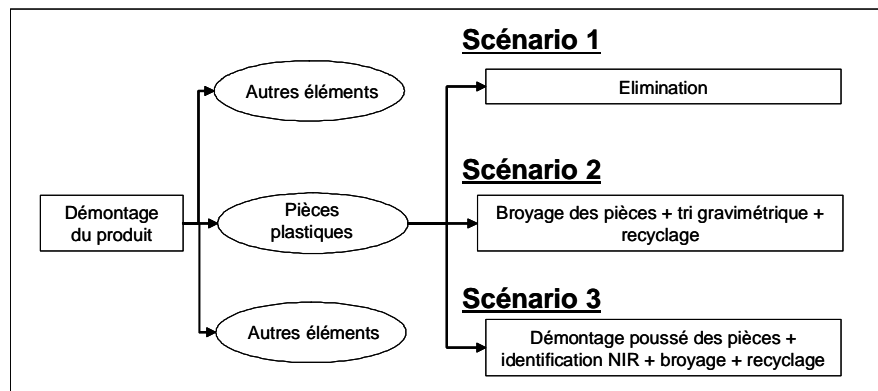 Scénario 1
Autres éléments
Elimination
Scénario 2
Démontage
du produit
Pièces
plastiques
Broyage des pièces + tri gravimétrique +
recyclage
Scénario 3
Autres éléments
Démontage poussé des pièces +
identification NIR + broyage + recyclage